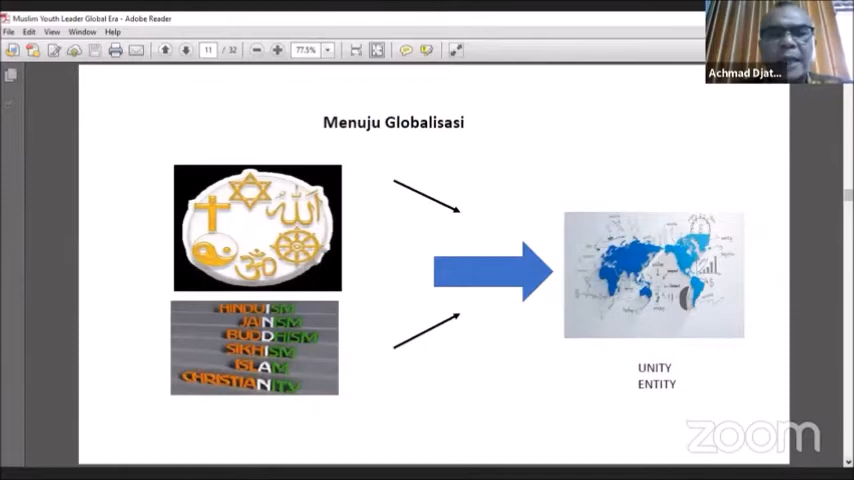 Muslim Youth Leader Global Era - Adobe Reader
File Edit View Window Help
11 / 32 77.5%
Achmad Djat...
Menuju Globalisasi
الله
HINDUISM
JAINISM
BUDDHISM
SIKHISM
ISLAM
CHRISTIANITY
UNITY
ENTITY
zoom